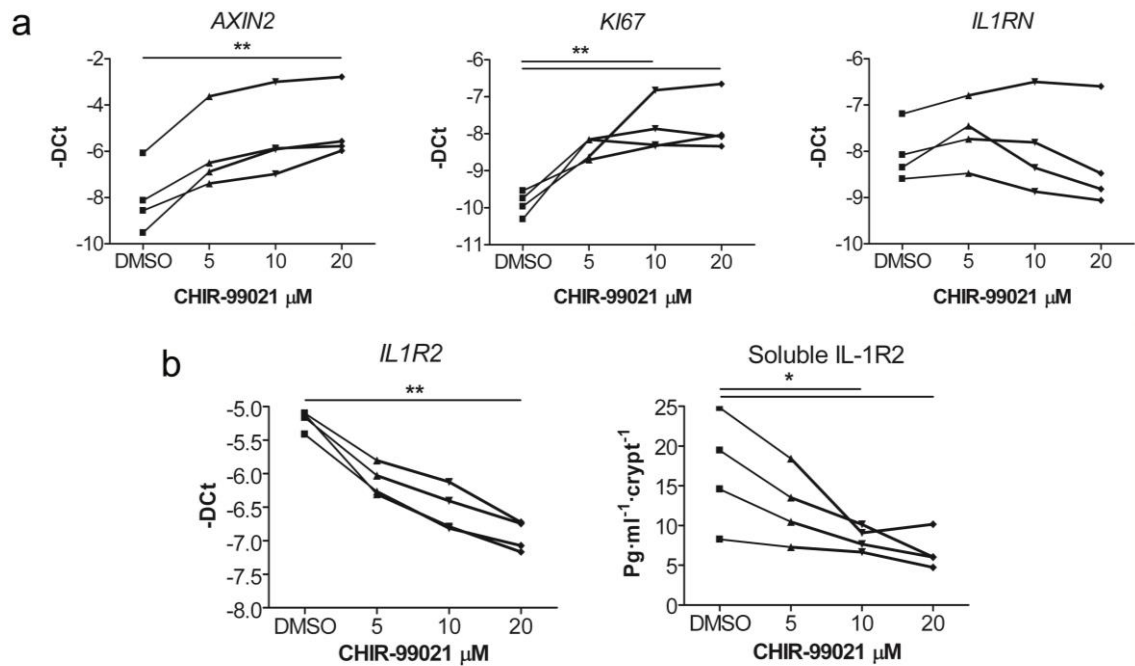 a
AXIN2
**
-2
-4
-6
-8
-10
-DCt
DMSO 5 10 20
CHIR-99021 µM
KI67
**
-6
-7
-8
-9
-10
-11
-DCt
DMSO 5 10 20
CHIR-99021 µM
IL1RN
-6
-7
-8
-9
-10
-DCt
DMSO 5 10 20
CHIR-99021 µM
b
IL1R2
**
-5.0
-5.5
-6.0
-6.5
-7.0
-7.5
-8.0
-DCt
DMSO 5 10 20
CHIR-99021 µM
Soluble IL-1R2
*
25
20
15
10
5
0
Pg·ml⁻¹·crypt⁻¹
DMSO 5 10 20
CHIR-99021 µM